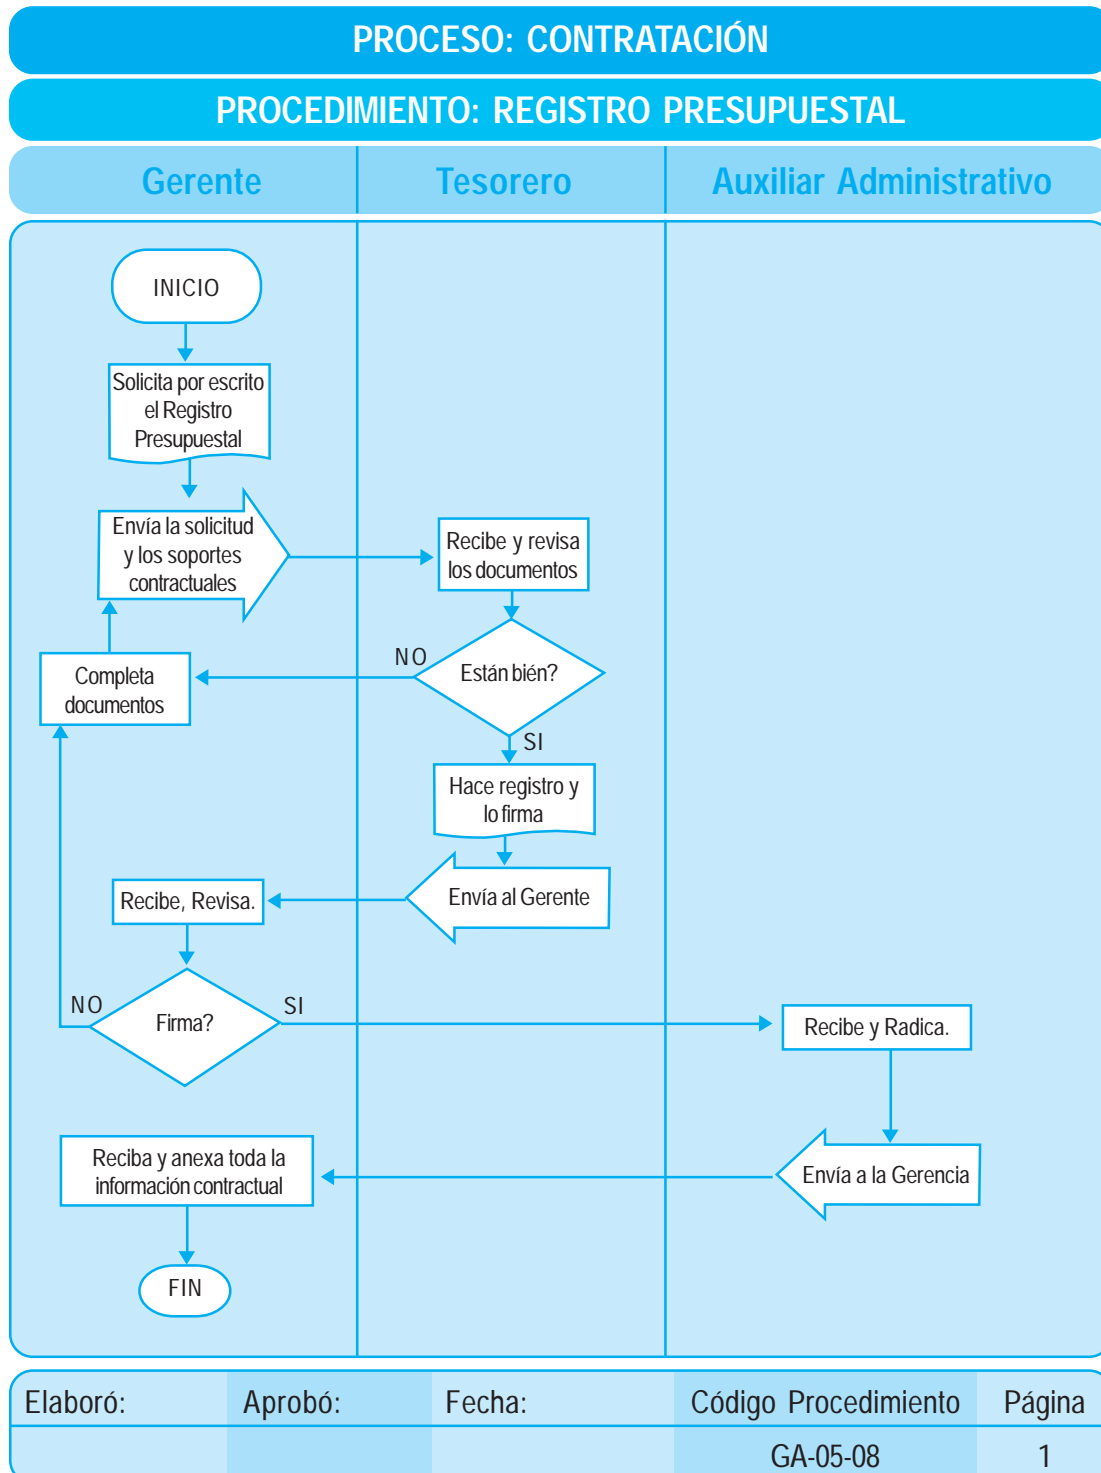 PROCESO: CONTRATACIÓN
PROCEDIMIENTO: REGISTRO PRESUPUESTAL
Gerente
Tesorero
Auxiliar Administrativo
INICIO
Solicita por escrito
el Registro
Presupuestal
Envía la solicitud
y los soportes
contractuales
Recibe y revisa
los documentos
Completa
documentos
NO
Están bién?
SI
Hace registro y
lo firma
Recibe, Revisa.
Envía al Gerente
NO
Firma?
SI
Recibe y Radica.
Reciba y anexa toda la
información contractual
Envía a la Gerencia
FIN
Elaboró:
Aprobó:
Fecha:
Código Procedimiento
Página
GA-05-08
1